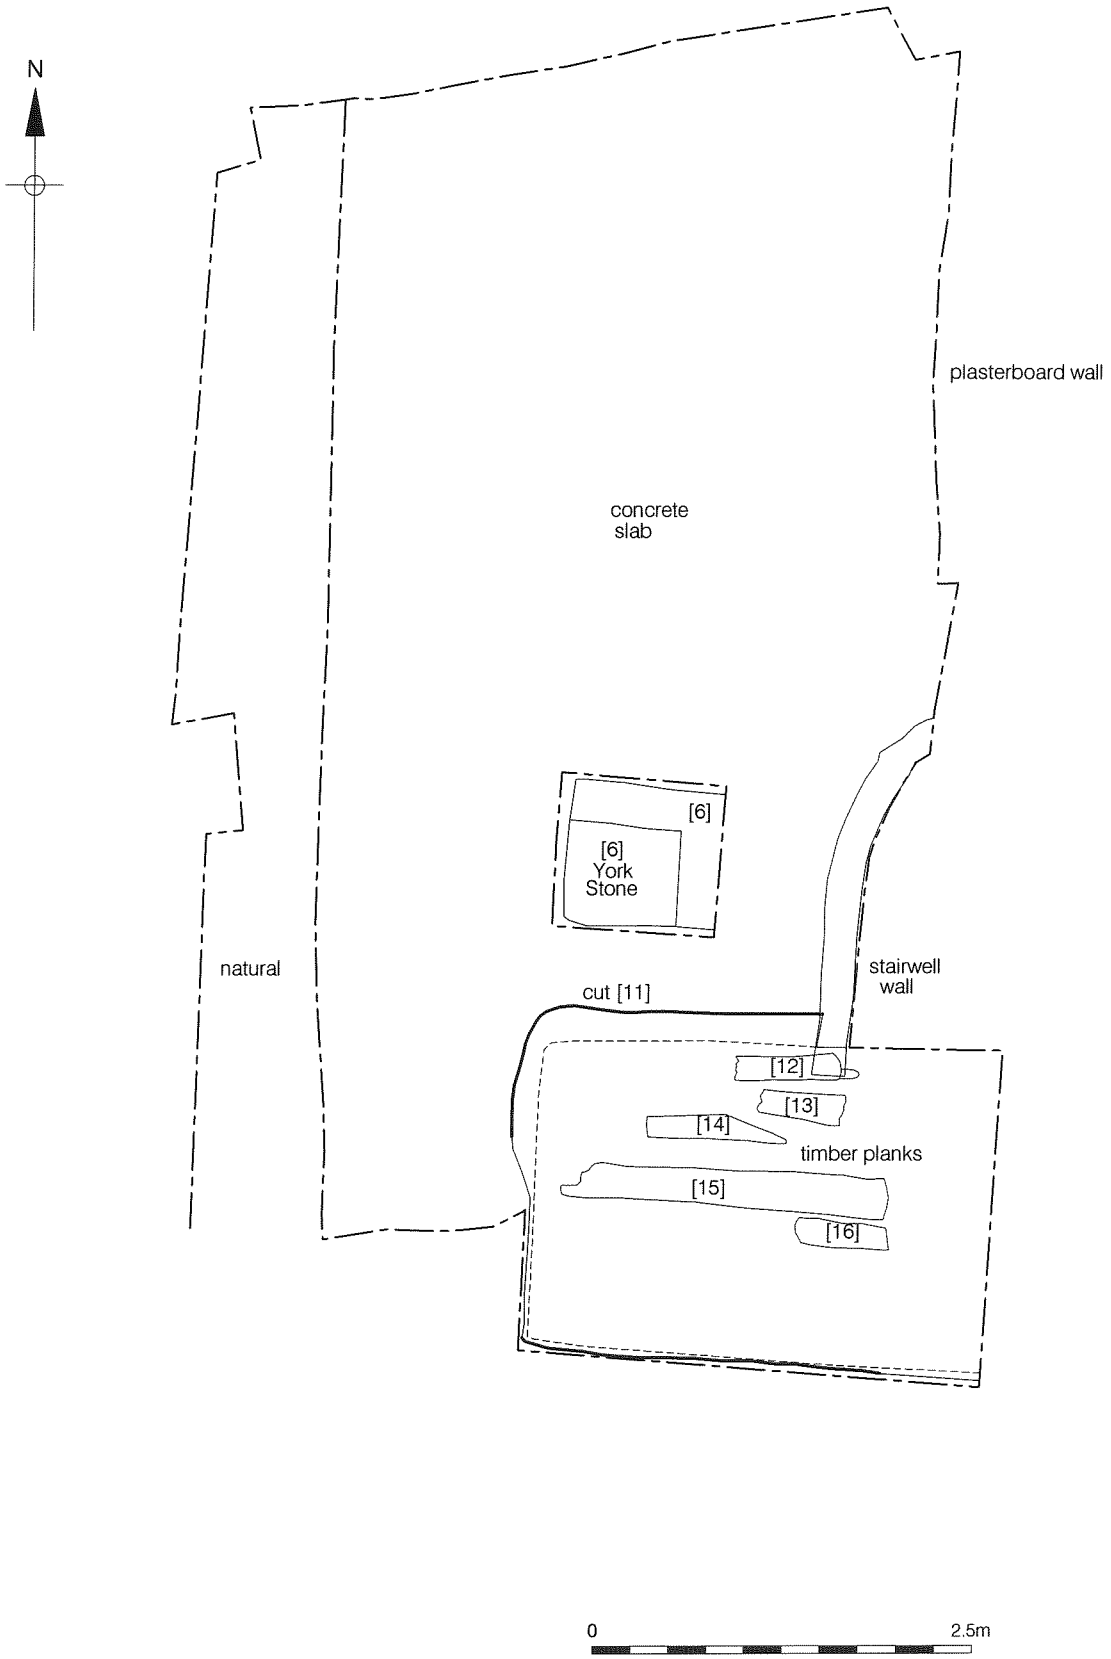 N
plasterboard wall
concrete
slab
[6]
[6]
York
Stone
natural
stairwell
wall
cut [11]
[12]
[13]
[14]
timber planks
[15]
[16]
0 2.5m